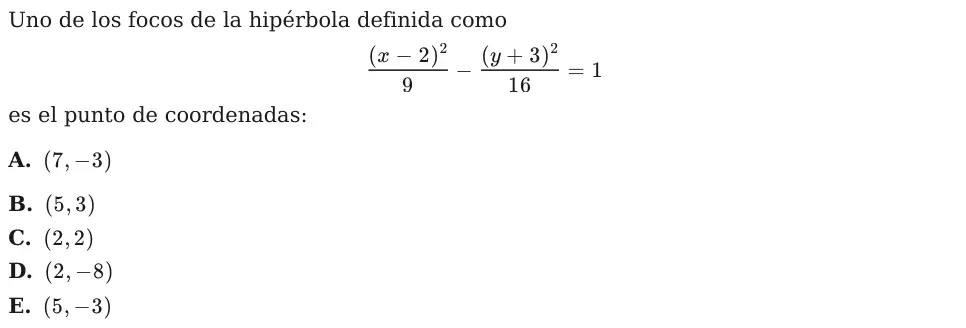 Uno de los focos de la hipérbola definida como
(x − 2)² / 9 − (y + 3)² / 16 = 1
es el punto de coordenadas:
A. (7, −3)
B. (5, 3)
C. (2, 2)
D. (2, −8)
E. (5, −3)